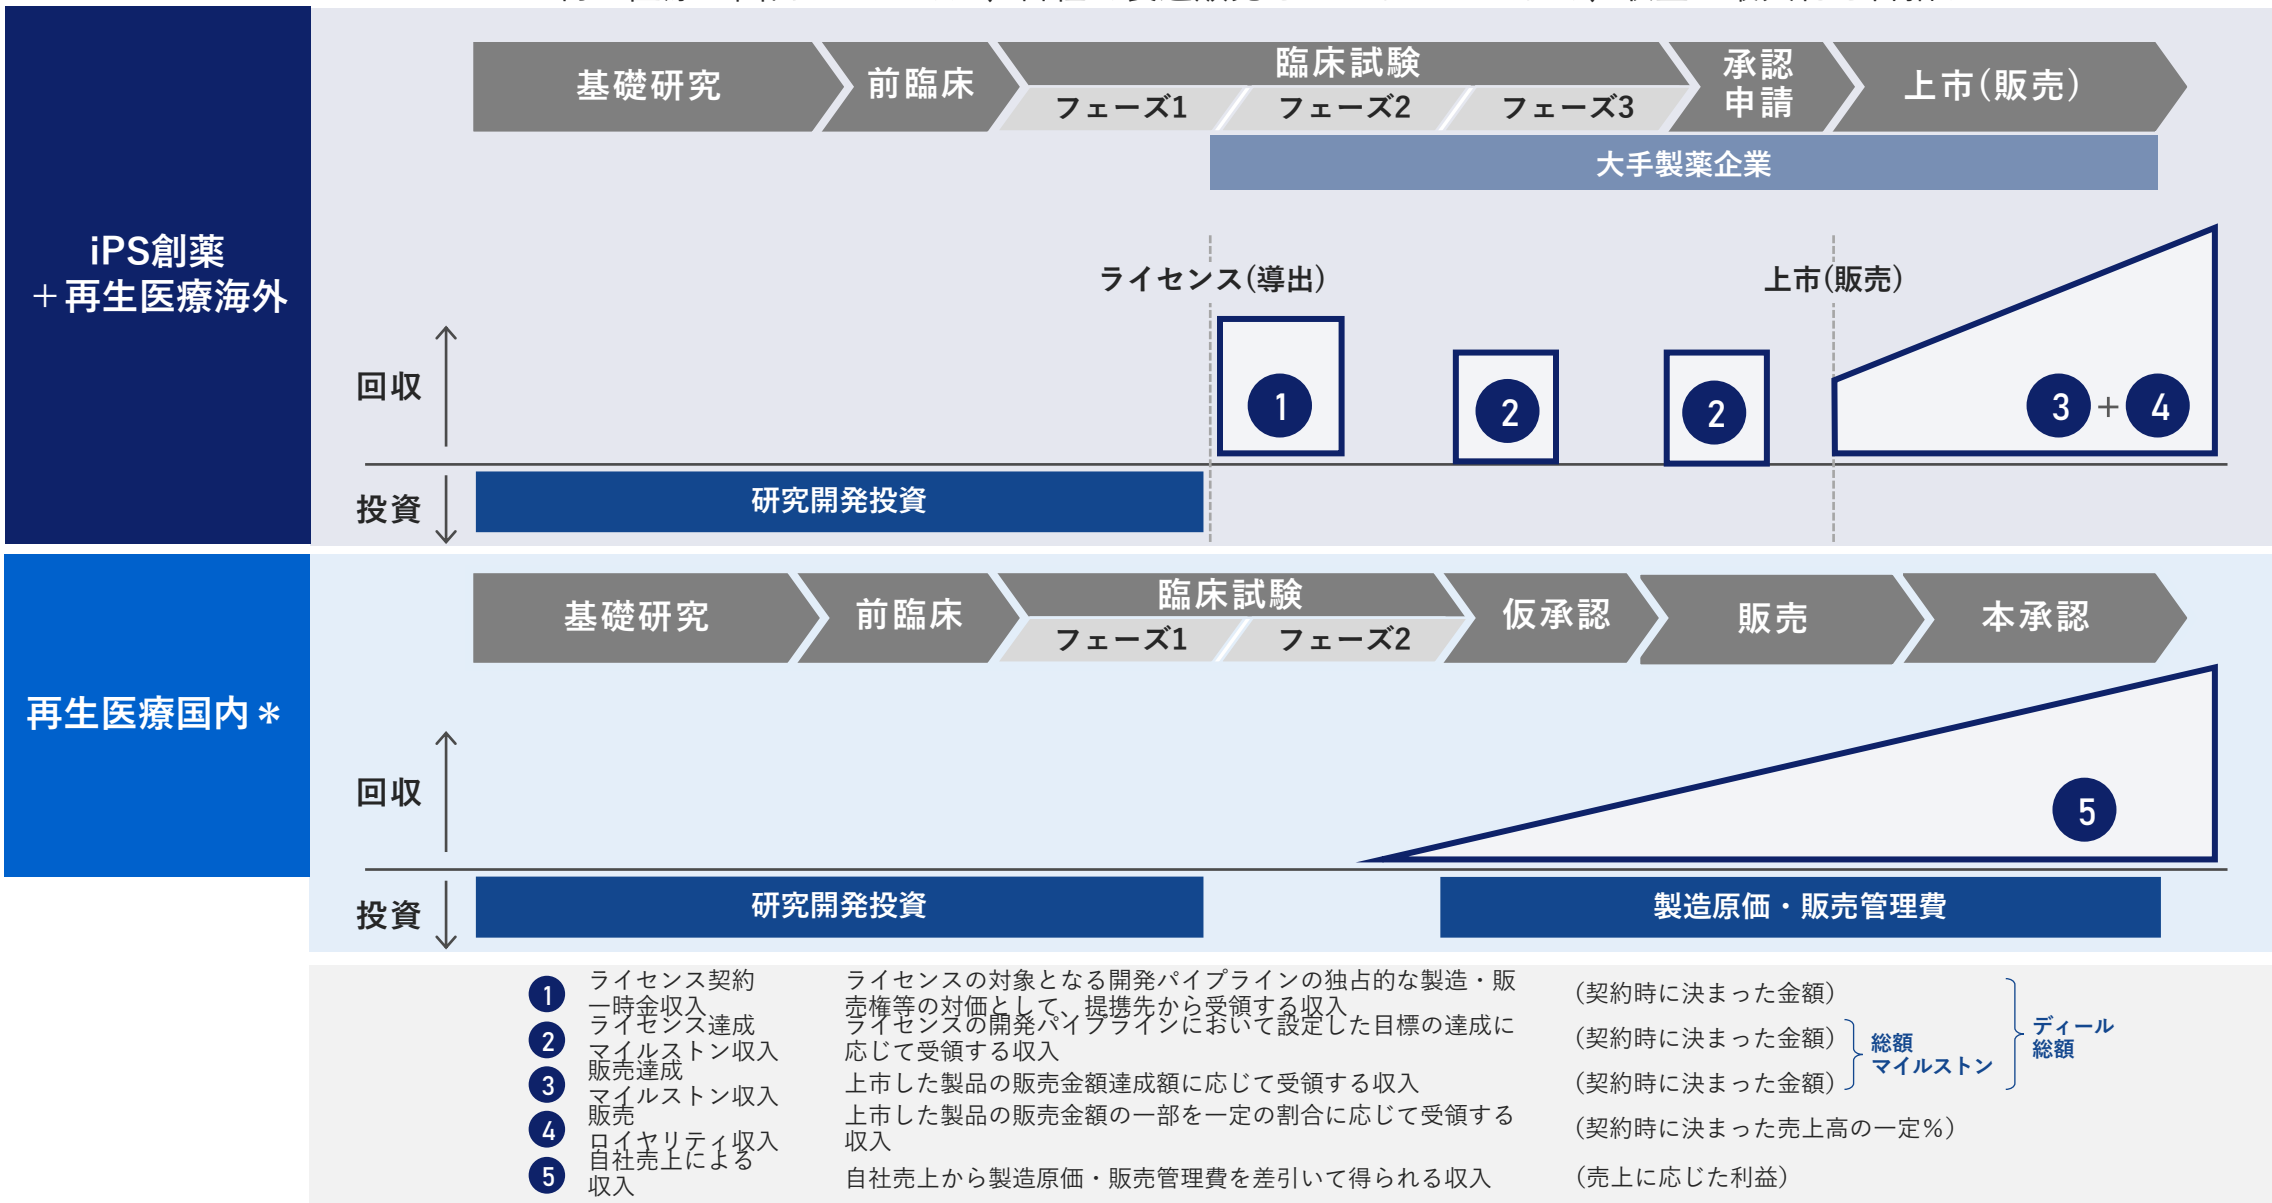 基礎研究
前臨床
臨床試験
フェーズ1
フェーズ2
フェーズ3
承認
申請
上市(販売)
大手製薬企業
iPS創薬
＋再生医療海外
ライセンス(導出)
上市(販売)
回収
1
2
2
3＋4
投資
研究開発投資
基礎研究
前臨床
臨床試験
フェーズ1
フェーズ2
仮承認
販売
本承認
再生医療国内＊
回収
5
投資
研究開発投資
製造原価・販売管理費
1
ライセンス契約
一時金収入
ライセンスの対象となる開発パイプラインの独占的な製造・販
売権等の対価として、提携先から受領する収入
(契約時に決まった金額)
2
ライセンス達成
マイルストン収入
ライセンスの開発パイプラインにおいて設定した目標の達成に
応じて受領する収入
(契約時に決まった金額)
3
販売達成
マイルストン収入
上市した製品の販売金額達成額に応じて受領する収入
(契約時に決まった金額)
総額
マイルストン
ディール
総額
4
販売
ロイヤリティ収入
上市した製品の販売金額の一部を一定の割合に応じて受領する
収入
(契約時に決まった売上高の一定%)
5
自社売上による
収入
自社売上から製造原価・販売管理費を差引いて得られる収入
(売上に応じた利益)